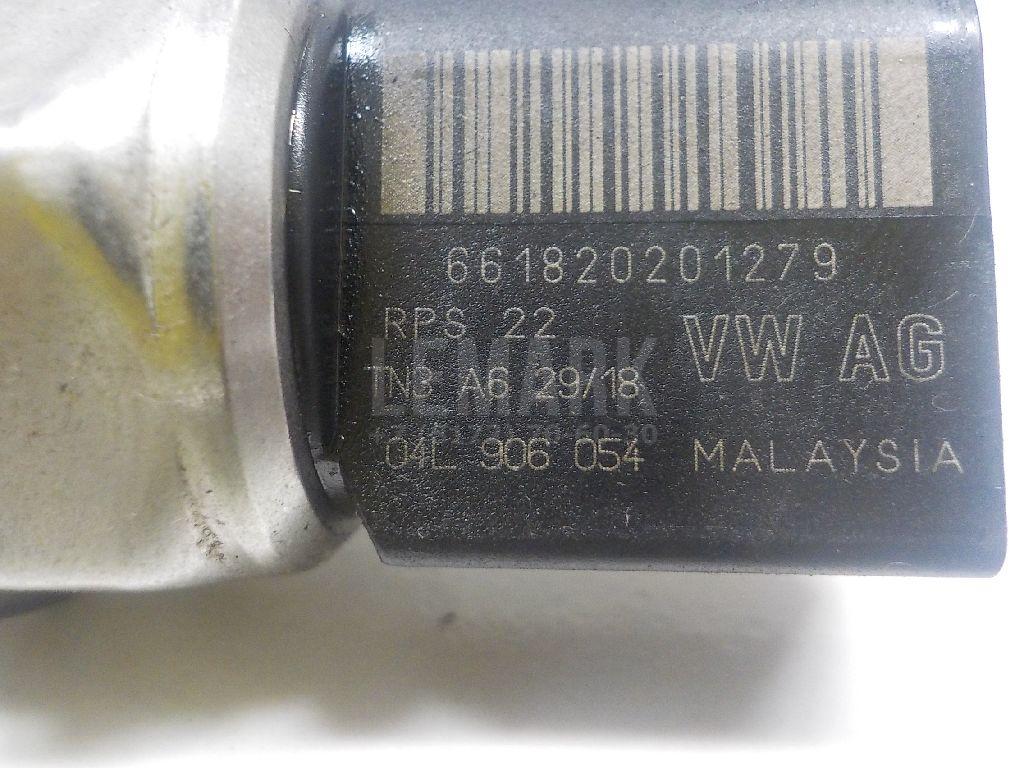 661820201279
RPS 22 VW AG
TN3 A6 29/18
04L 906 054 MALAYSIA
LEMARK